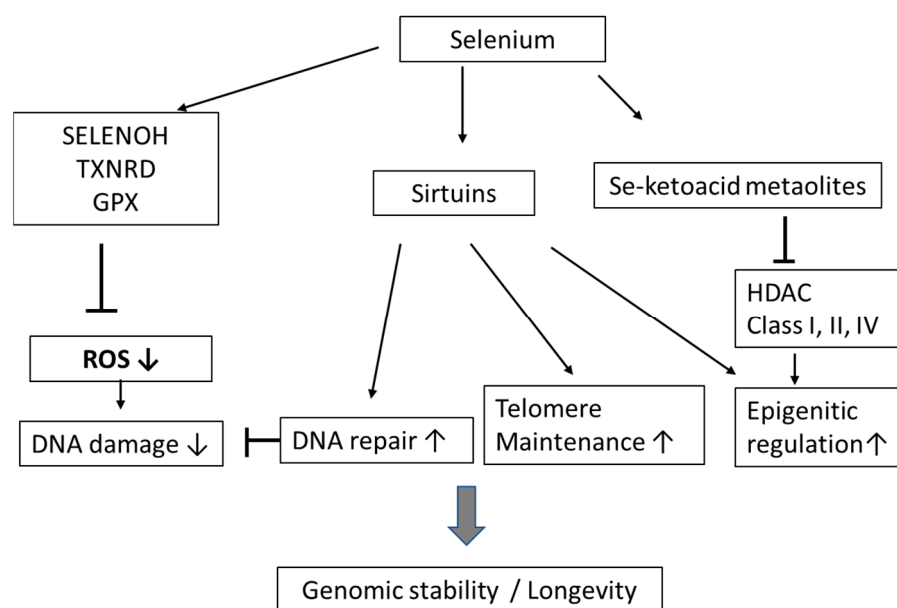 Selenium
SELENOH
TXNRD
GPX
Sirtuins
Se-ketoacid metaolites
HDAC
Class I, II, IV
ROS ↓
DNA damage ↓
DNA repair ↑
Telomere
Maintenance ↑
Epigenitic
regulation ↑
Genomic stability / Longevity